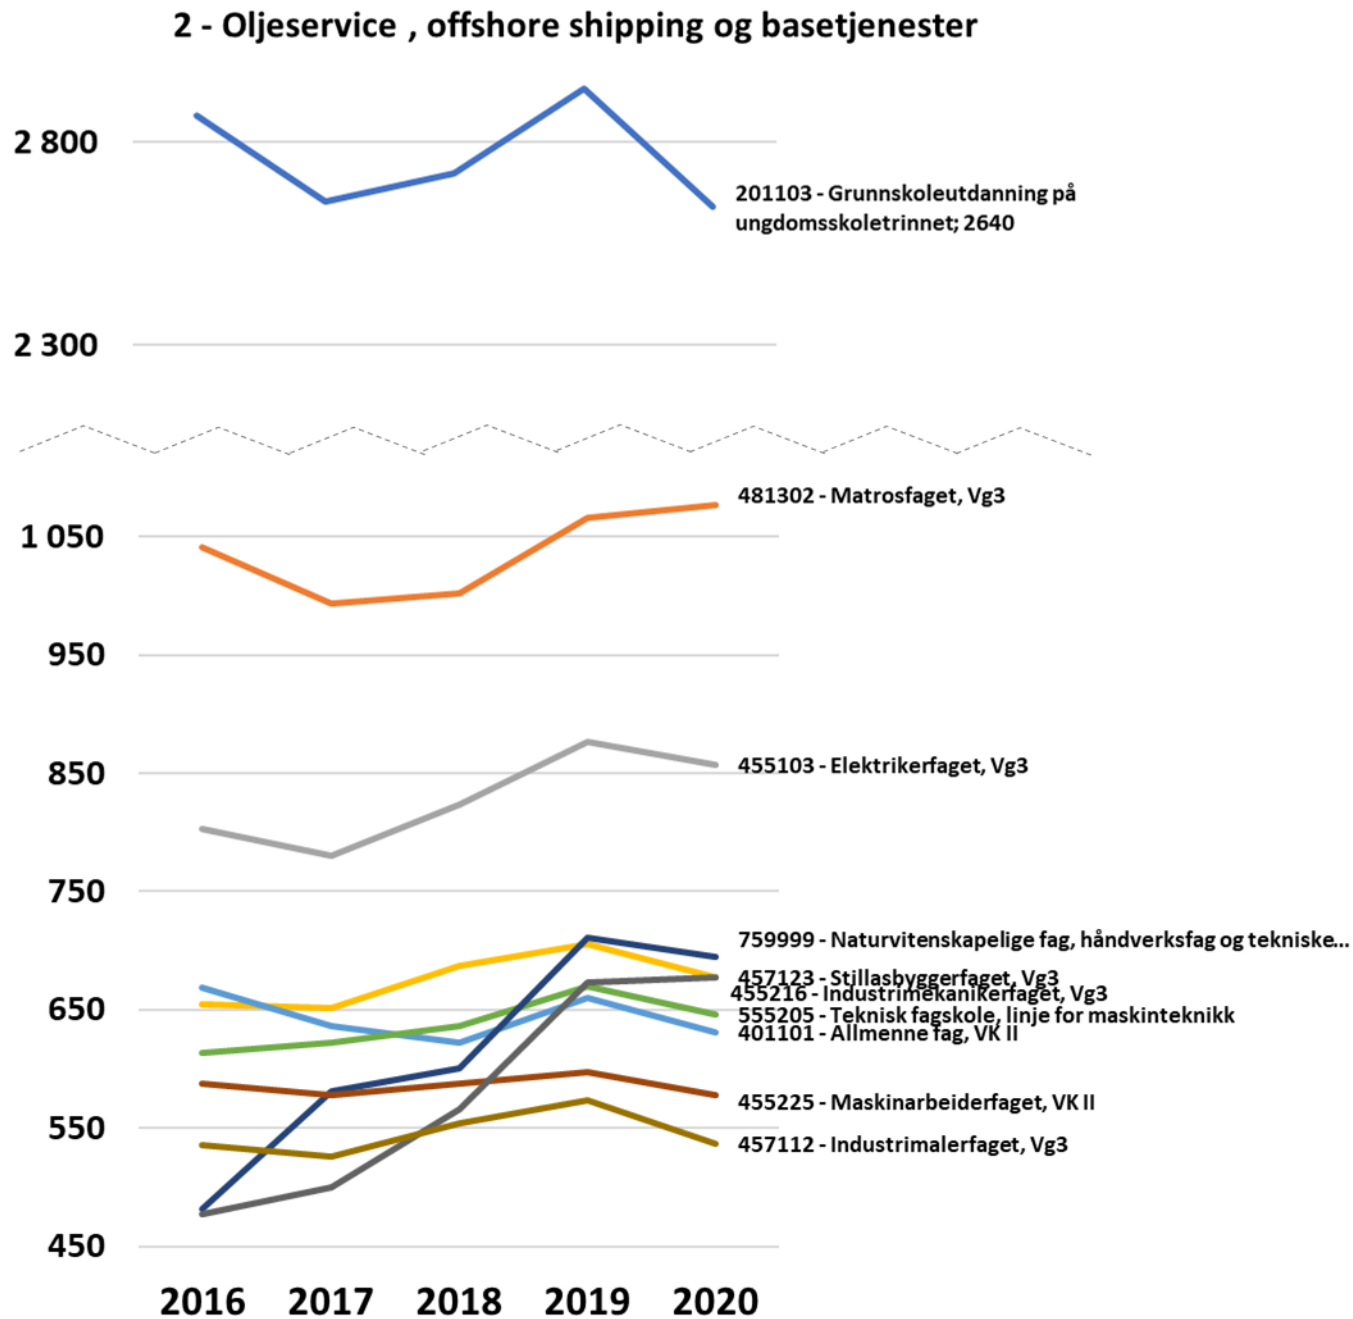 2 - Oljeservice , offshore shipping og basetjenester
2 800
201103 - Grunnskoleutdanning på
ungdomsskoletrinnet; 2640
2 300
481302 - Matrosfaget, Vg3
1 050
950
455103 - Elektrikerfaget, Vg3
850
750
759999 - Naturvitenskapelige fag, håndverksfag og tekniske...
457123 - Stillasbyggerfaget, Vg3
455216 - Industrimekanikerfaget, Vg3
650
555205 - Teknisk fagskole, linje for maskinteknikk
401101 - Allmenne fag, VK II
455225 - Maskinarbeiderfaget, VK II
550
457112 - Industrimalerfaget, Vg3
450
2016 2017 2018 2019 2020